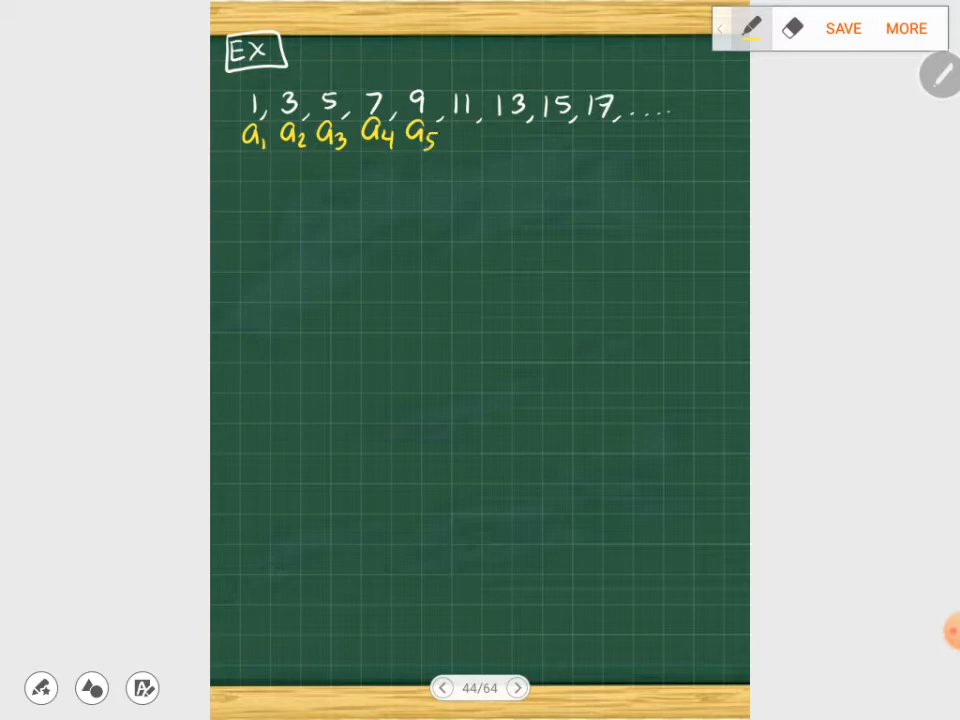 SAVE MORE
EX
1, 3, 5, 7, 9, 11, 13, 15, 17, ....
a₁ a₂ a₃ a₄ a₅
44/64